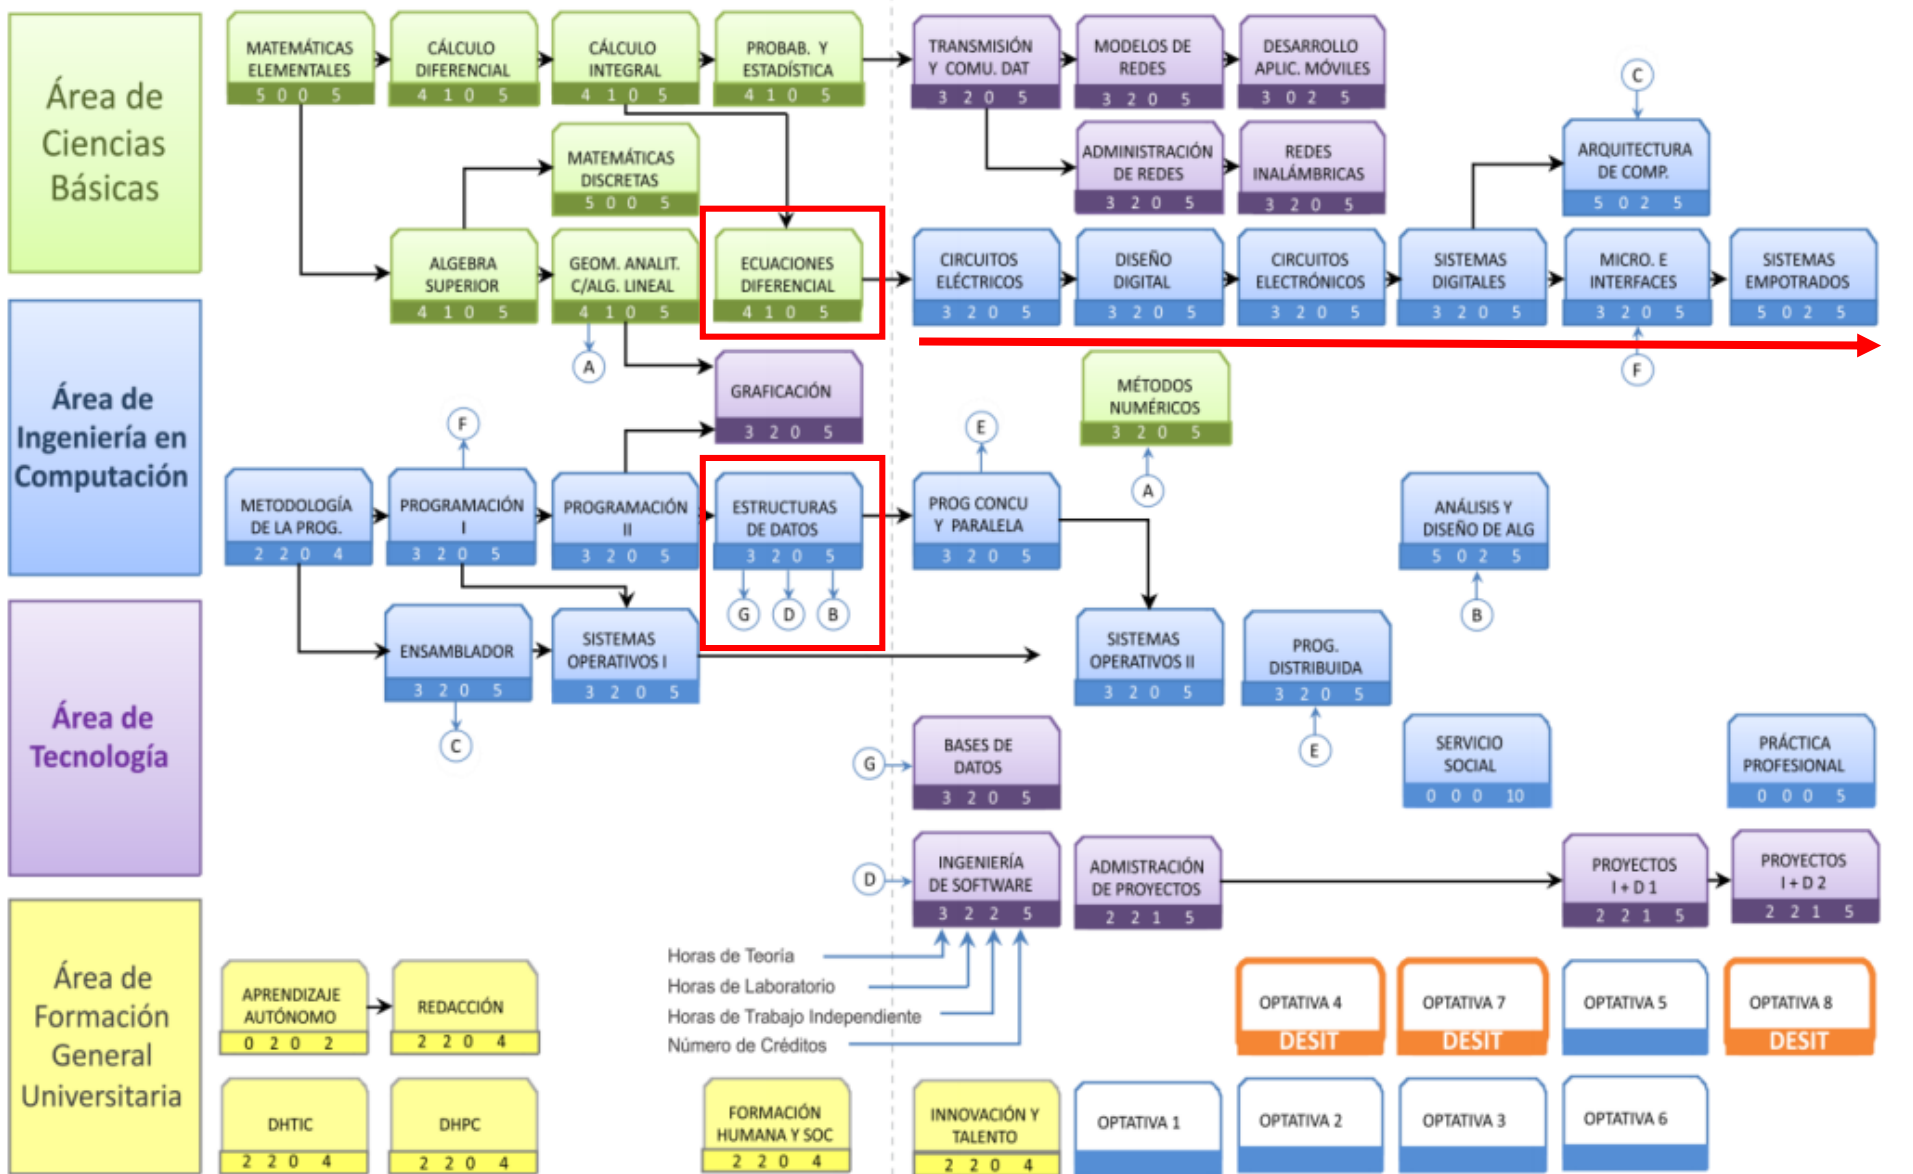 Área de
Ciencias
Básicas
MATEMÁTICAS
ELEMENTALES
5 0 0 5
CÁLCULO
DIFERENCIAL
4 1 0 5
CÁLCULO
INTEGRAL
4 1 0 5
PROBAB. Y
ESTADÍSTICA
4 1 0 5
TRANSMISIÓN
Y COMU. DAT
3 2 0 5
MODELOS DE
REDES
3 2 0 5
DESARROLLO
APLIC. MÓVILES
3 0 2 5
C
MATEMÁTICAS
DISCRETAS
5 0 0 5
ADMINISTRACIÓN
DE REDES
3 2 0 5
REDES
INALÁMBRICAS
3 2 0 5
ARQUITECTURA
DE COMP.
5 0 2 5
ALGEBRA
SUPERIOR
4 1 0 5
GEOM. ANALIT.
C/ALG. LINEAL
4 1 0 5
ECUACIONES
DIFERENCIAL
4 1 0 5
CIRCUITOS
ELÉCTRICOS
3 2 0 5
DISEÑO
DIGITAL
3 2 0 5
CIRCUITOS
ELECTRÓNICOS
3 2 0 5
SISTEMAS
DIGITALES
3 2 0 5
MICRO. E
INTERFACES
3 2 0 5
SISTEMAS
EMPOTRADOS
5 0 2 5
A
F
Área de
Ingeniería en
Computación
GRAFICACIÓN
3 2 0 5
MÉTODOS
NUMÉRICOS
3 2 0 5
F
E
A
METODOLOGÍA
DE LA PROG.
2 2 0 4
PROGRAMACIÓN
I
3 2 0 5
PROGRAMACIÓN
II
3 2 0 5
ESTRUCTURAS
DE DATOS
3 2 0 5
PROG CONCU
Y PARALELA
3 2 0 5
ANÁLISIS Y
DISEÑO DE ALG
5 0 2 5
G D B
B
ENSAMBLADOR
3 2 0 5
SISTEMAS
OPERATIVOS I
3 2 0 5
SISTEMAS
OPERATIVOS II
3 2 0 5
PROG.
DISTRIBUIDA
3 2 0 5
C
E
Área de
Tecnología
G
BASES DE
DATOS
3 2 0 5
SERVICIO
SOCIAL
0 0 0 10
PRÁCTICA
PROFESIONAL
0 0 0 5
D
INGENIERÍA
DE SOFTWARE
3 2 2 5
ADMISTRACIÓN
DE PROYECTOS
2 2 1 5
PROYECTOS
I + D 1
2 2 1 5
PROYECTOS
I + D 2
2 2 1 5
Horas de Teoría
Horas de Laboratorio
Horas de Trabajo Independiente
Número de Créditos
Área de
Formación
General
Universitaria
APRENDIZAJE
AUTÓNOMO
0 2 0 2
REDACCIÓN
2 2 0 4
OPTATIVA 4
DESIT
OPTATIVA 7
DESIT
OPTATIVA 5
OPTATIVA 8
DESIT
DHTIC
2 2 0 4
DHPC
2 2 0 4
FORMACIÓN
HUMANA Y SOC
2 2 0 4
INNOVACIÓN Y
TALENTO
2 2 0 4
OPTATIVA 1
OPTATIVA 2
OPTATIVA 3
OPTATIVA 6